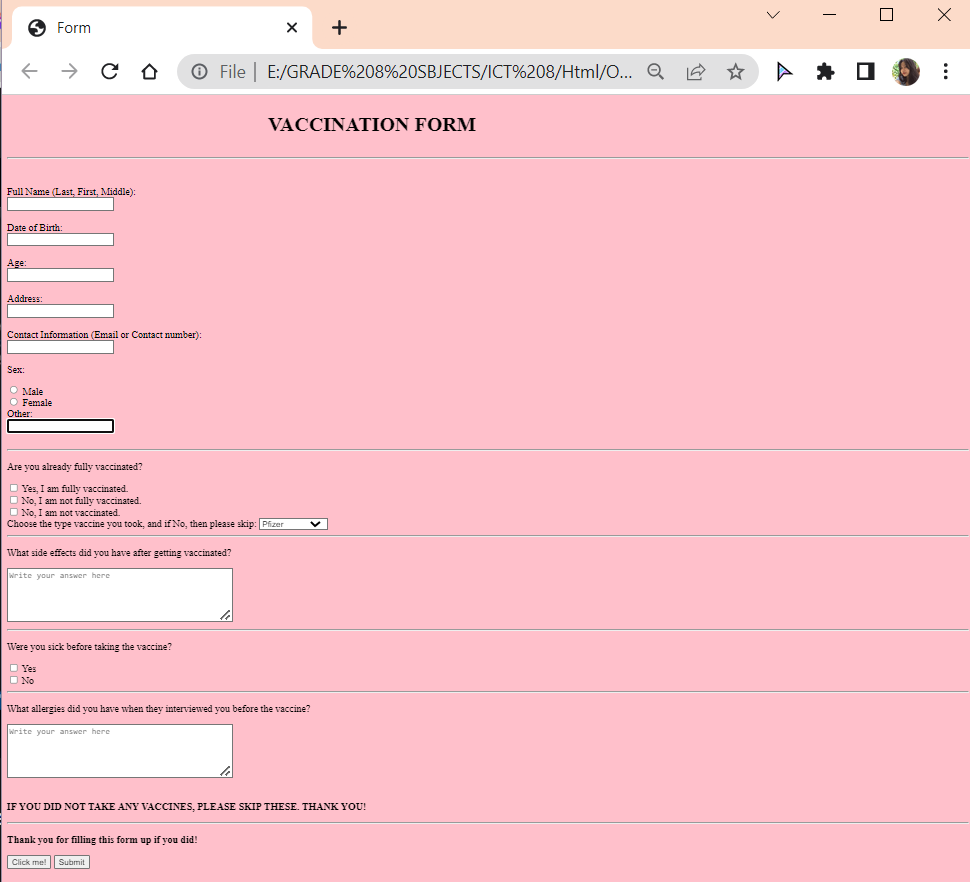 Form
File | E:/GRADE%208%20SBJECTS/ICT%208/Html/O...
VACCINATION FORM
Full Name (Last, First, Middle):
Date of Birth:
Age:
Address:
Contact Information (Email or Contact number):
Sex:
Male
Female
Other:
Are you already fully vaccinated?
Yes, I am fully vaccinated.
No, I am not fully vaccinated.
No, I am not vaccinated.
Choose the type vaccine you took, and if No, then please skip: Pfizer
What side effects did you have after getting vaccinated?
Write your answer here
Were you sick before taking the vaccine?
Yes
No
What allergies did you have when they interviewed you before the vaccine?
Write your answer here
IF YOU DID NOT TAKE ANY VACCINES, PLEASE SKIP THESE. THANK YOU!
Thank you for filling this form up if you did!
Click me! Submit